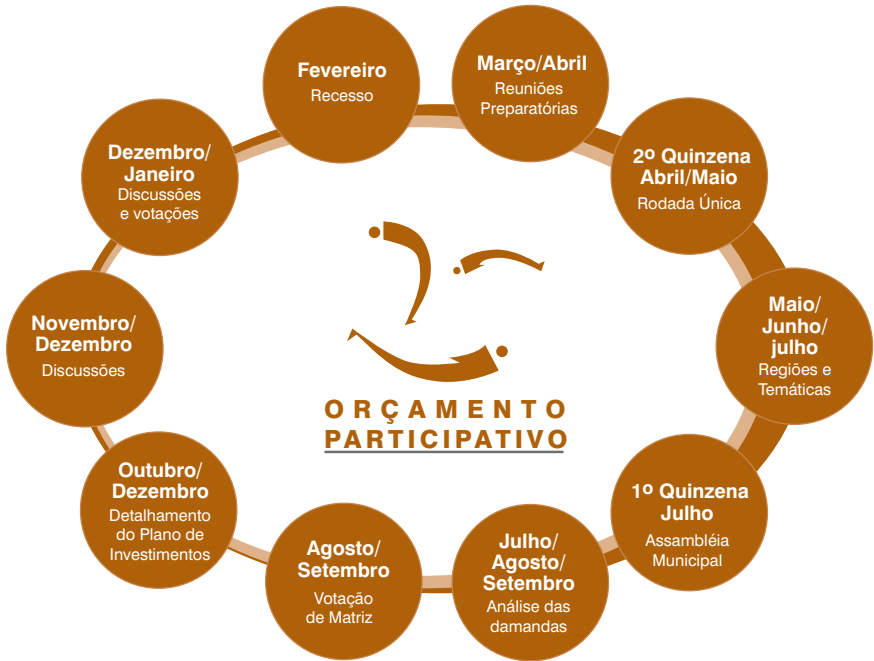 Fevereiro
Recesso
Março/Abril
Reuniões
Preparatórias
2º Quinzena
Abril/Maio
Rodada Única
Maio/
Junho/
julho
Regiões e
Temáticas
1º Quinzena
Julho
Assambléia
Municipal
Julho/
Agosto/
Setembro
Análise das
damandas
Agosto/
Setembro
Votação
de Matriz
Outubro/
Dezembro
Detalhamento
do Plano de
Investimentos
Novembro/
Dezembro
Discussões
Dezembro/
Janeiro
Discussões
e votações
ORÇAMENTO
PARTICIPATIVO